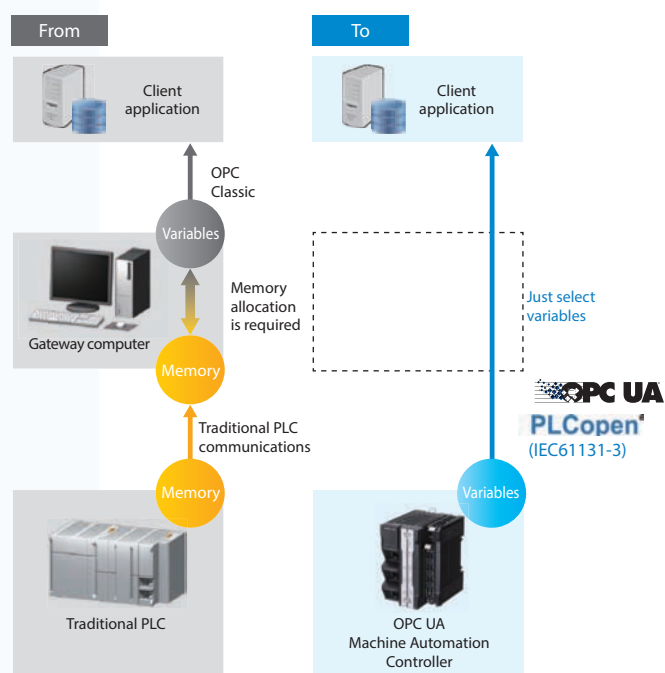 From
Client
application
OPC
Classic
Variables
Memory
allocation
is required
Gateway computer
Memory
Traditional PLC
communications
Memory
Traditional PLC
To
Client
application
Just select
variables
OPC UA
PLCopen
(IEC61131-3)
Variables
OPC UA
Machine Automation
Controller